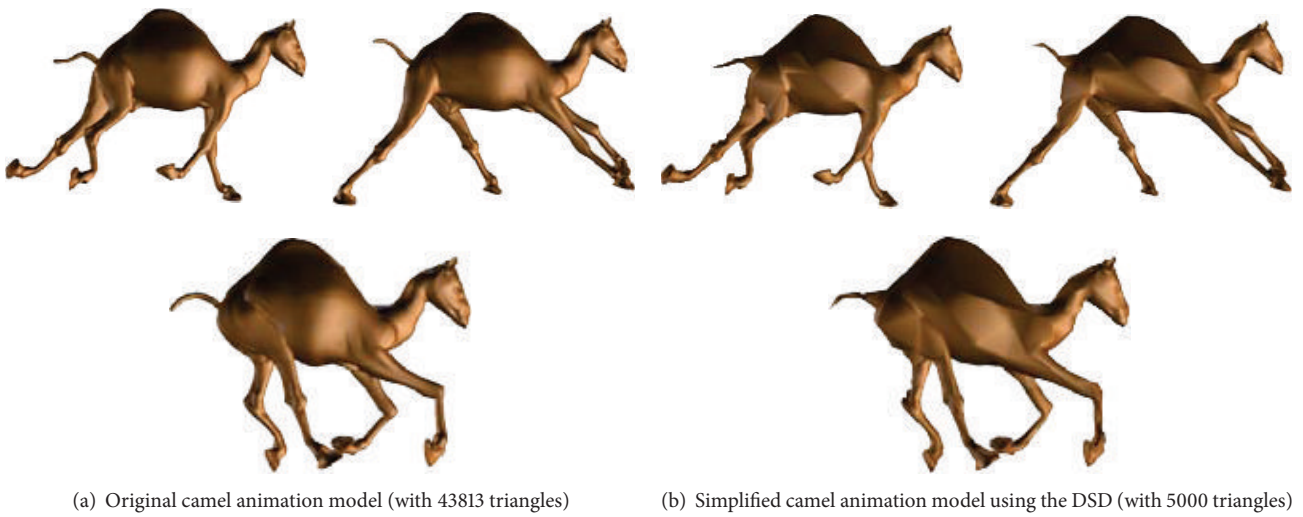 (a) Original camel animation model (with 43813 triangles)
(b) Simplified camel animation model using the DSD (with 5000 triangles)